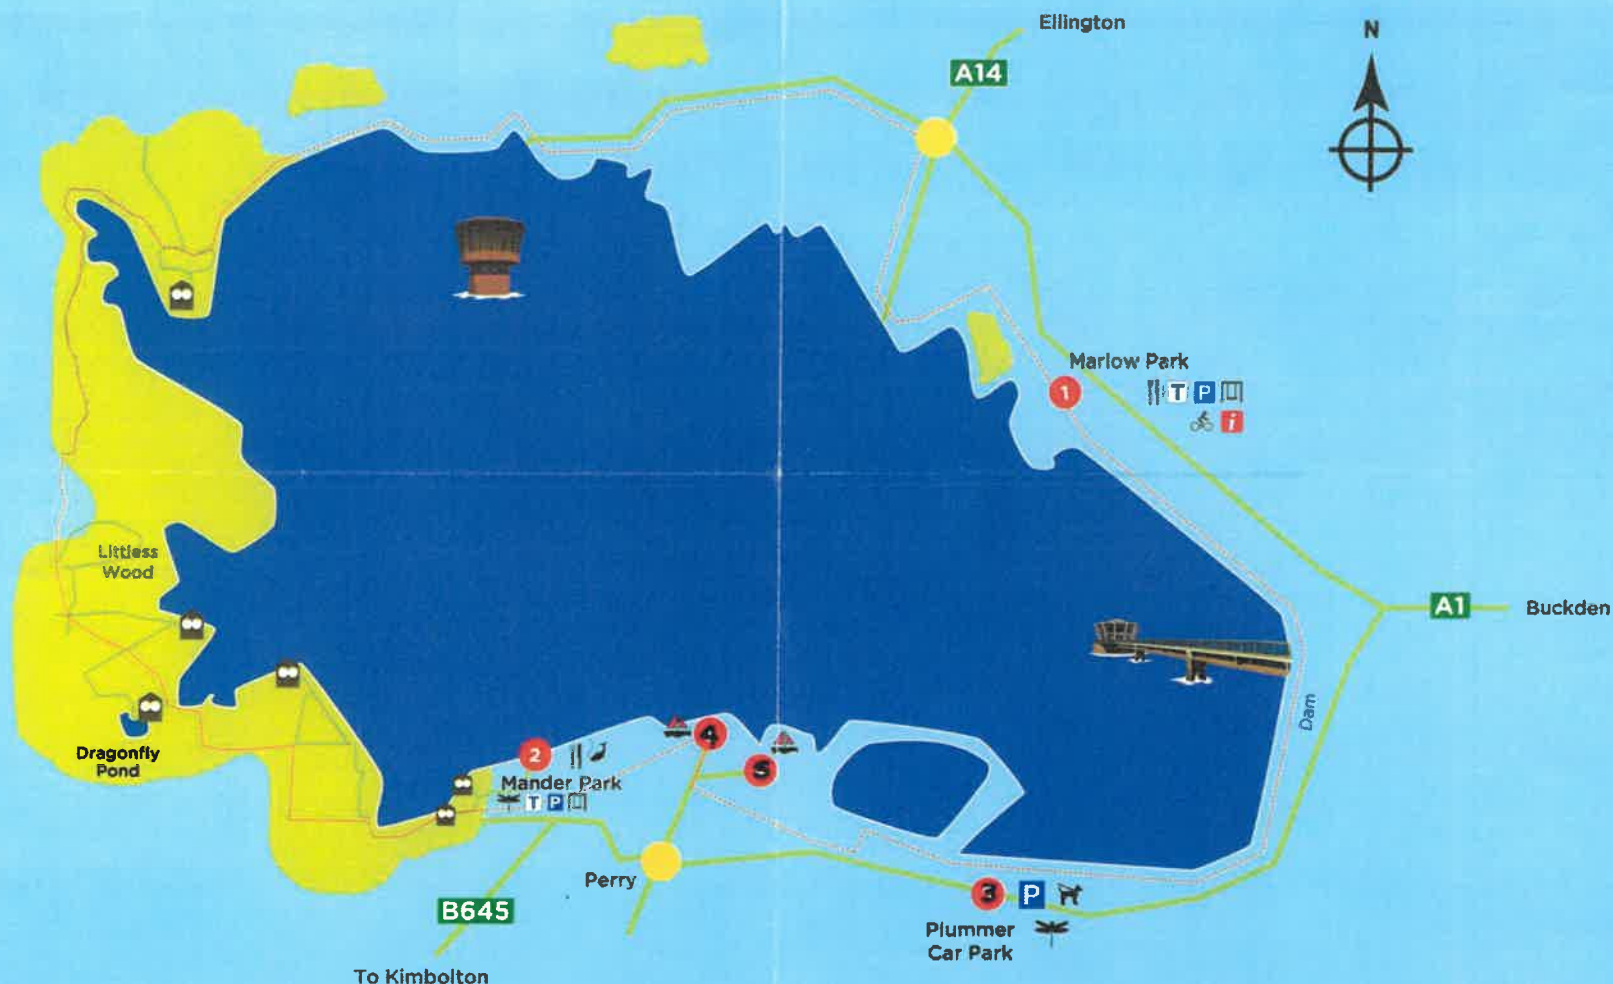 Ellington
A14
N
Marlow Park
1
T P
i
Littless
Wood
A1
Buckden
Dam
Dragonfly
Pond
2
Mander Park
T P
4
5
Perry
3
P
B645
Plummer
Car Park
To Kimbolton